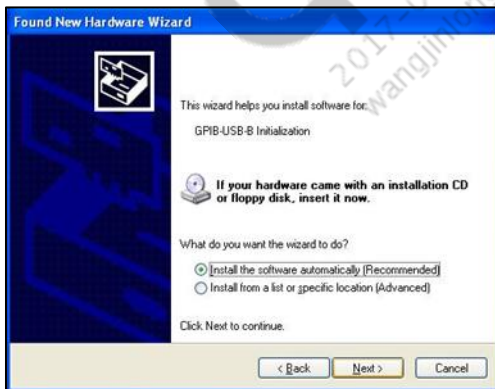 Found New Hardware Wizard
This wizard helps you install software for:
GPIB-USB-B Initialization
If your hardware came with an installation CD
or floppy disk, insert it now.
What do you want the wizard to do?
Install the software automatically (Recommended)
Install from a list or specific location (Advanced)
Click Next to continue.
< Back
Next >
Cancel
wangjinlong